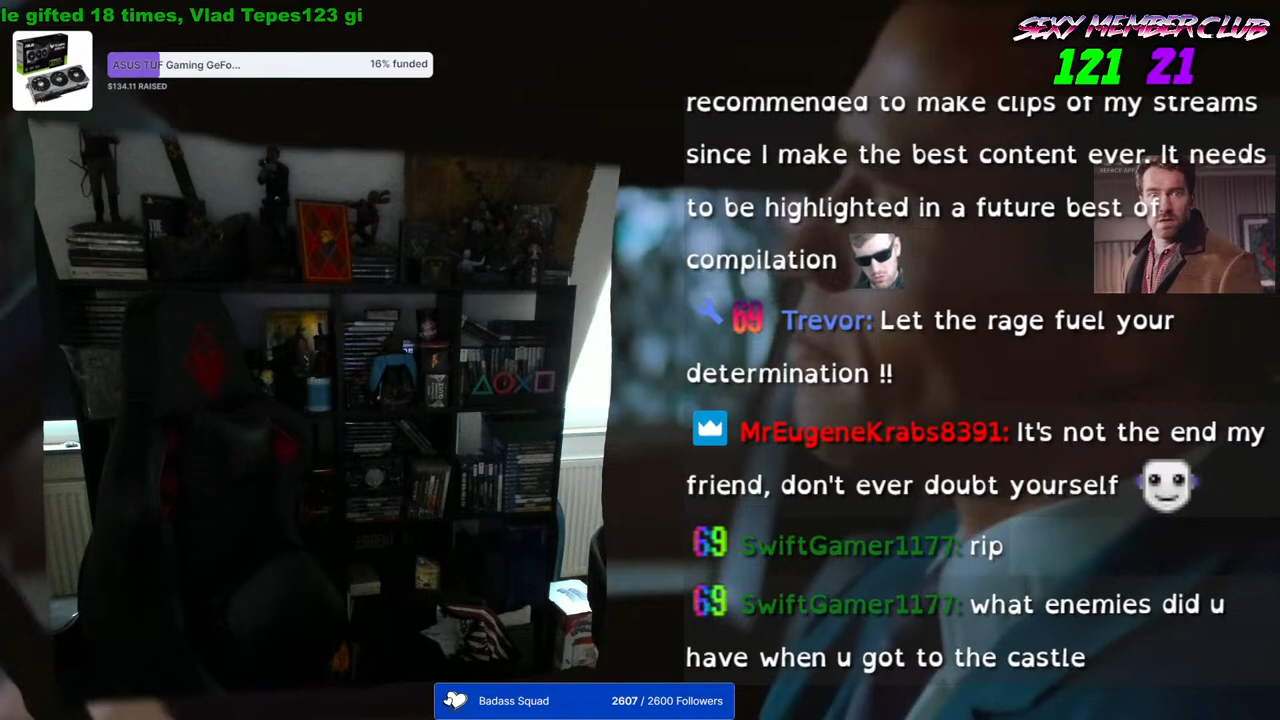 le gifted 18 times, Vlad Tepes123 gi
SEXY MEMBER CLUB
121 21
ASUS TUF Gaming GeFo...
16% funded
$134.11 RAISED
recommended to make clips of my streams
since I make the best content ever. It needs
to be highlighted in a future best of
compilation
69 Trevor: Let the rage fuel your
determination !!
MrEugeneKrabs8391: It's not the end my
friend, don't ever doubt yourself
69 SwiftGamer1177: rip
69 SwiftGamer1177: what enemies did u
have when u got to the castle
Badass Squad
2607 / 2600 Followers